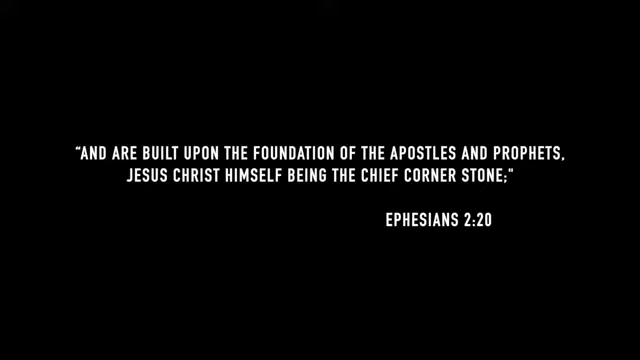 “AND ARE BUILT UPON THE FOUNDATION OF THE APOSTLES AND PROPHETS,
JESUS CHRIST HIMSELF BEING THE CHIEF CORNER STONE;"
EPHESIANS 2:20